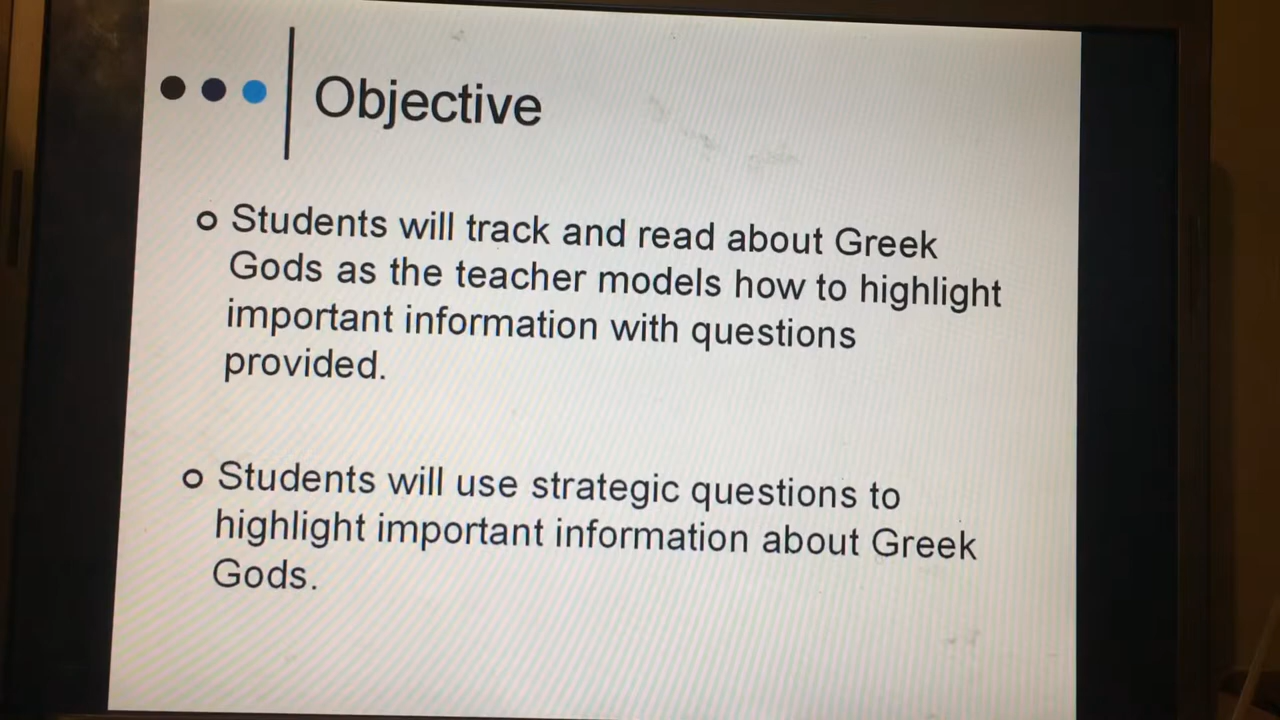 Objective
Students will track and read about Greek
Gods as the teacher models how to highlight
important information with questions
provided.
Students will use strategic questions to
highlight important information about Greek
Gods.